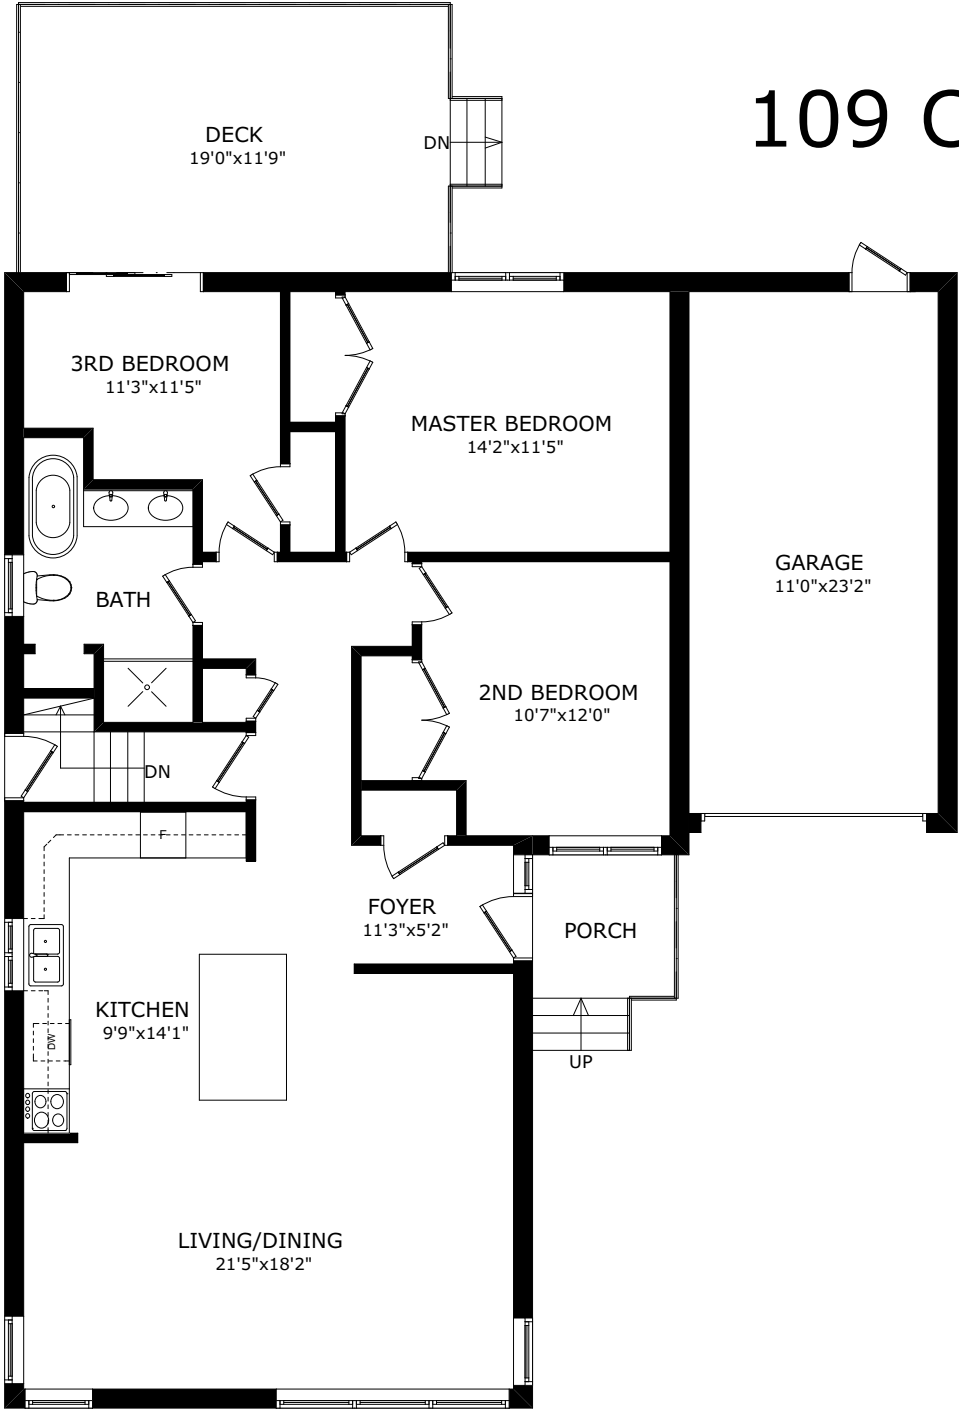 109 C
DECK
19'0"x11'9"
DN
3RD BEDROOM
11'3"x11'5"
MASTER BEDROOM
14'2"x11'5"
GARAGE
11'0"x23'2"
BATH
2ND BEDROOM
10'7"x12'0"
DN
F
FOYER
11'3"x5'2"
PORCH
KITCHEN
9'9"x14'1"
DW
UP
LIVING/DINING
21'5"x18'2"